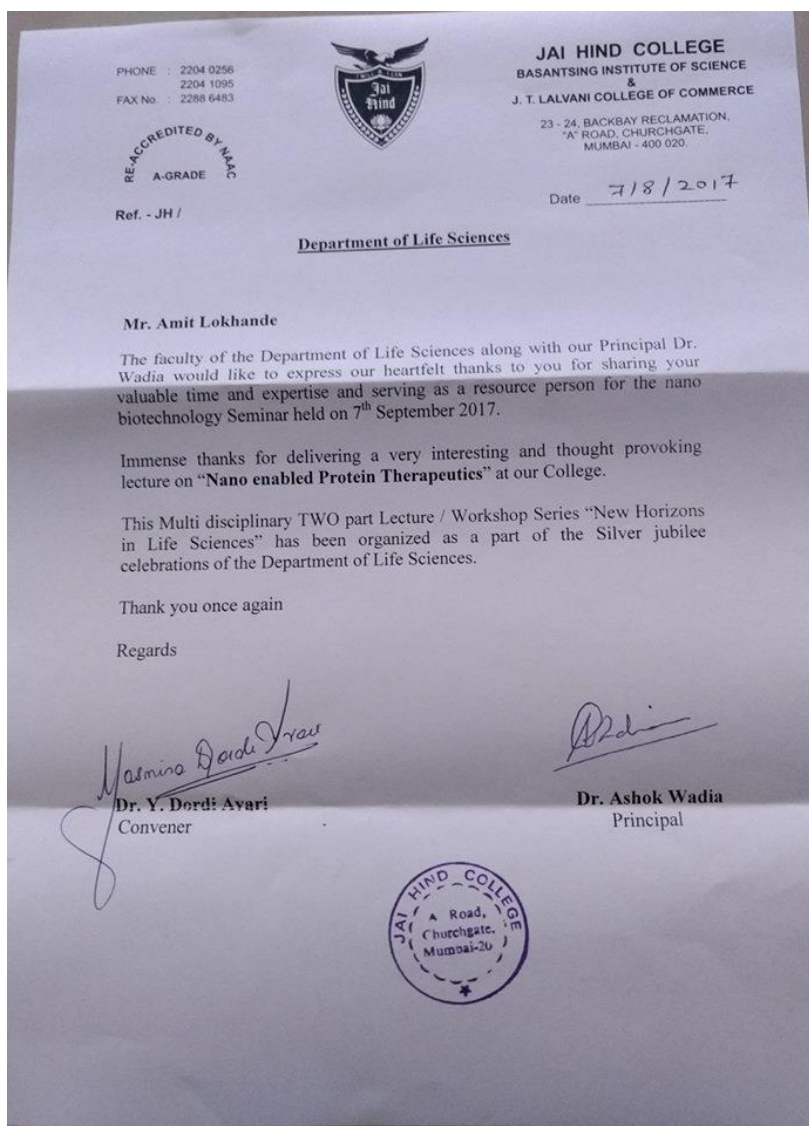 PHONE : 2204 0256
2204 1095
FAX No. : 2288 6483
RE-ACCREDITED BY NAAC
A-GRADE
Ref. - JH /
Jai
Hind
JAI HIND COLLEGE
BASANTSING INSTITUTE OF SCIENCE
&
J. T. LALVANI COLLEGE OF COMMERCE
23 - 24, BACKBAY RECLAMATION,
"A" ROAD, CHURCHGATE,
MUMBAI - 400 020.
Date 7/8/2017
Department of Life Sciences
Mr. Amit Lokhande
The faculty of the Department of Life Sciences along with our Principal Dr.
Wadia would like to express our heartfelt thanks to you for sharing your
valuable time and expertise and serving as a resource person for the nano
biotechnology Seminar held on 7th September 2017.
Immense thanks for delivering a very interesting and thought provoking
lecture on “Nano enabled Protein Therapeutics” at our College.
This Multi disciplinary TWO part Lecture / Workshop Series “New Horizons
in Life Sciences” has been organized as a part of the Silver jubilee
celebrations of the Department of Life Sciences.
Thank you once again
Regards
Dr. Y. Dordi Avari
Convener
Dr. Ashok Wadia
Principal
JAI HIND COLLEGE
A Road,
Churchgate,
Mumbai-20